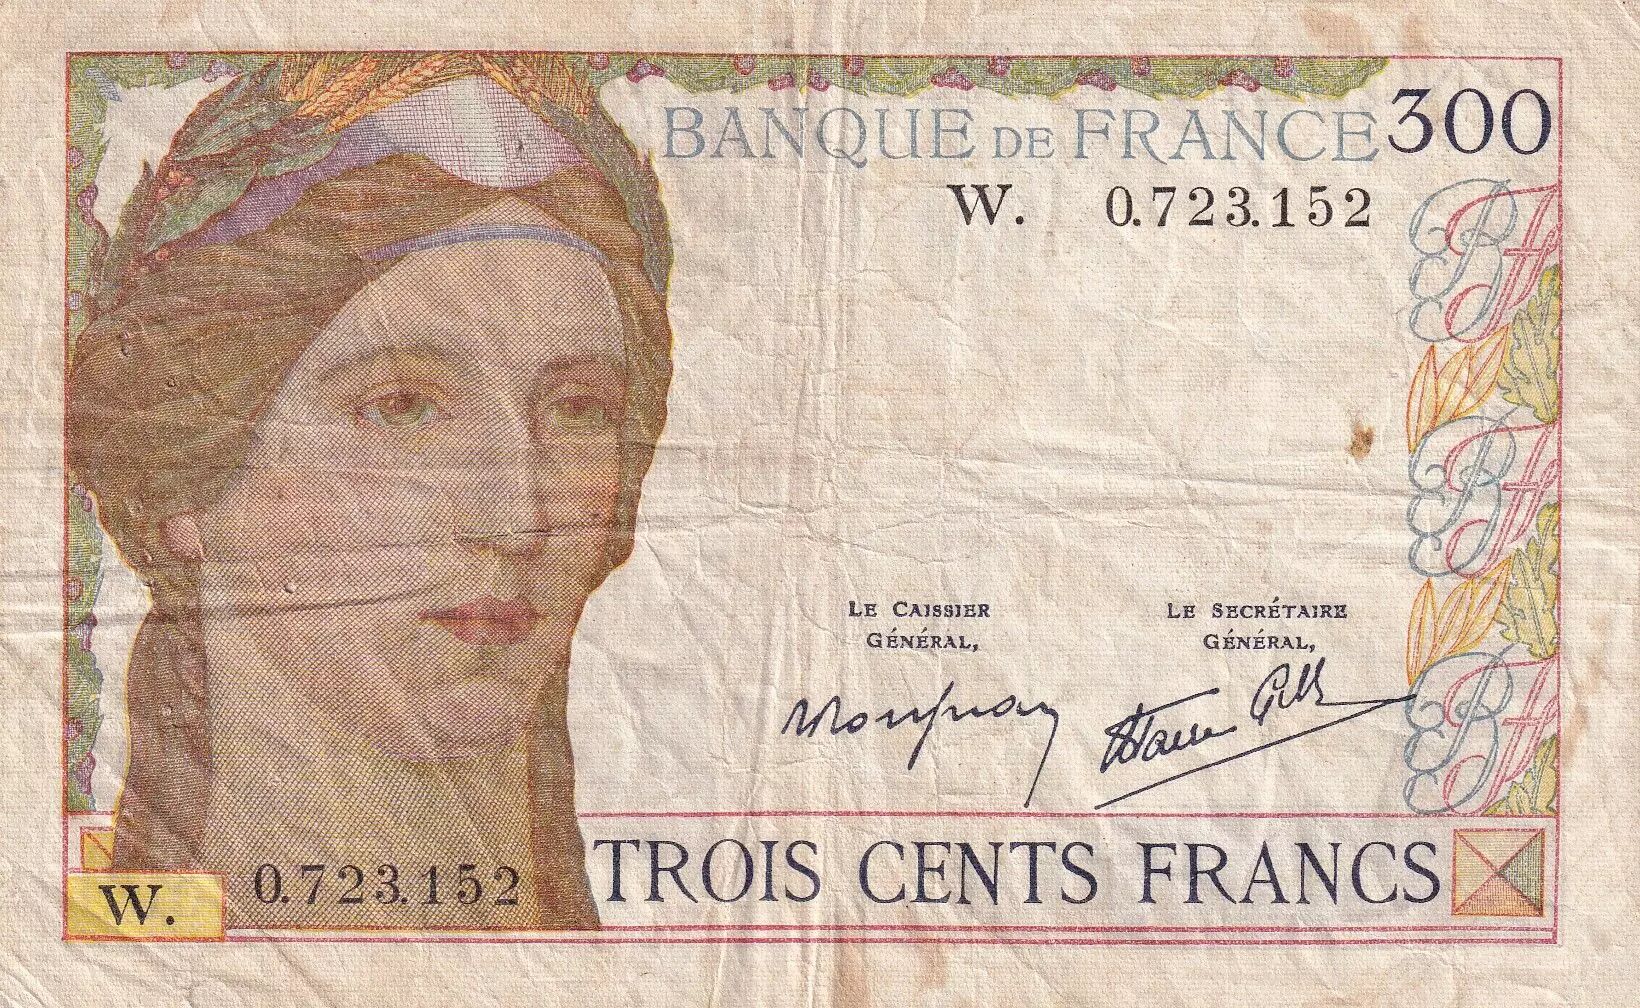 BANQUE DE FRANCE 300
W. 0.723.152
LE CAISSIER
GÉNÉRAL,
LE SECRÉTAIRE
GÉNÉRAL,
W. 0.723.152
TROIS CENTS FRANCS